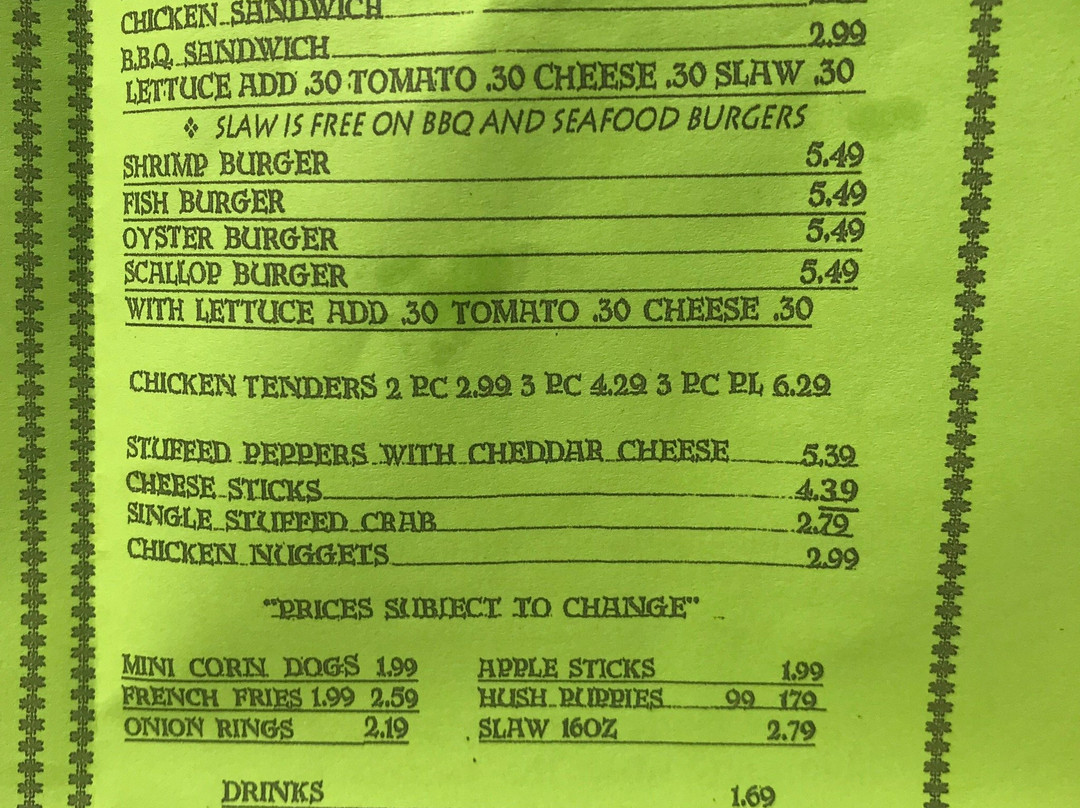 CHICKEN SANDWICH
B.B.Q. SANDWICH 2.99
LETTUCE ADD .30 TOMATO .30 CHEESE .30 SLAW .30
❖ SLAW IS FREE ON BBQ AND SEAFOOD BURGERS
SHRIMP BURGER 5.49
FISH BURGER 5.49
OYSTER BURGER 5.49
SCALLOP BURGER 5.49
WITH LETTUCE ADD .30 TOMATO .30 CHEESE .30
CHICKEN TENDERS 2 PC 2.99 3 PC 4.29 3 PC PL 6.29
STUFFED PEPPERS WITH CHEDDAR CHEESE 5.39
CHEESE STICKS 4.39
SINGLE STUFFED CRAB 2.79
CHICKEN NUGGETS 2.99
"PRICES SUBJECT TO CHANGE"
MINI CORN DOGS 1.99 APPLE STICKS 1.99
FRENCH FRIES 1.99 2.59 HUSH PUPPIES 99 179
ONION RINGS 2.19 SLAW 16OZ 2.79
DRINKS 1.69